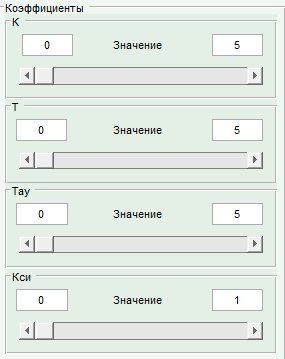 Коэффициенты
K
0 Значение 5
T
0 Значение 5
Тау
0 Значение 5
Кси
0 Значение 1